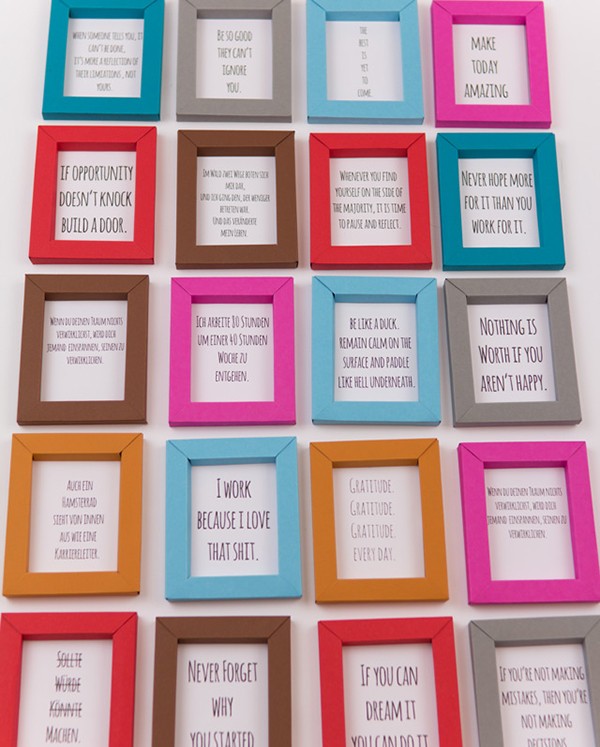 WHEN SOMEONE TELLS YOU, IT
CAN'T BE DONE,
IT'S MORE A REFLECTION OF
THEIR LIMITATIONS, NOT
YOURS.
BE SO GOOD
THEY CAN'T
IGNORE
YOU.
THE
BEST
IS
YET
TO
COME.
MAKE
TODAY
AMAZING
IF OPPORTUNITY
DOESN'T KNOCK
BUILD A DOOR.
IM WALD ZWEI WEGE BOTEN SICH
MIR DAR,
UND ICH GING DEN, DER WENIGER
BETRETEN WAR.
UND DAS VERÄNDERTE
MEIN LEBEN.
WHENEVER YOU FIND
YOURSELF ON THE SIDE OF
THE MAJORITY, IT IS TIME
TO PAUSE AND REFLECT.
NEVER HOPE MORE
FOR IT THAN YOU
WORK FOR IT.
WENN DU DEINEN TRAUM NICHTS
VERWIRKLICHST, WIRD DICH
JEMAND EINSPANNEN, SEINEN ZU
VERWIRKLICHEN.
ICH ARBEITE 80 STUNDEN
UM EINER 40 STUNDEN
WOCHE ZU
ENTGEHEN.
BE LIKE A DUCK.
REMAIN CALM ON THE
SURFACE AND PADDLE
LIKE HELL UNDERNEATH.
NOTHING IS
WORTH IF YOU
AREN'T HAPPY.
AUCH EIN
HAMSTERRAD
SIEHT VON INNEN
AUS WIE EINE
KARRIERELEITER.
I WORK
BECAUSE I LOVE
THAT SHIT.
GRATITUDE.
GRATITUDE.
GRATITUDE.
EVERY DAY.
WENN DU DEINEN TRAUM NICHTS
VERWIRKLICHST, WIRD DICH
JEMAND EINSPANNEN, SEINEN ZU
VERWIRKLICHEN.
SOLLTE
WÜRDE
KÖNNTE
MACHEN.
NEVER FORGET
WHY
YOU STARTED
IF YOU CAN
DREAM IT
YOU CAN DO IT
IF YOU'RE NOT MAKING
MISTAKES, THEN YOU'RE
NOT MAKING
DECISIONS